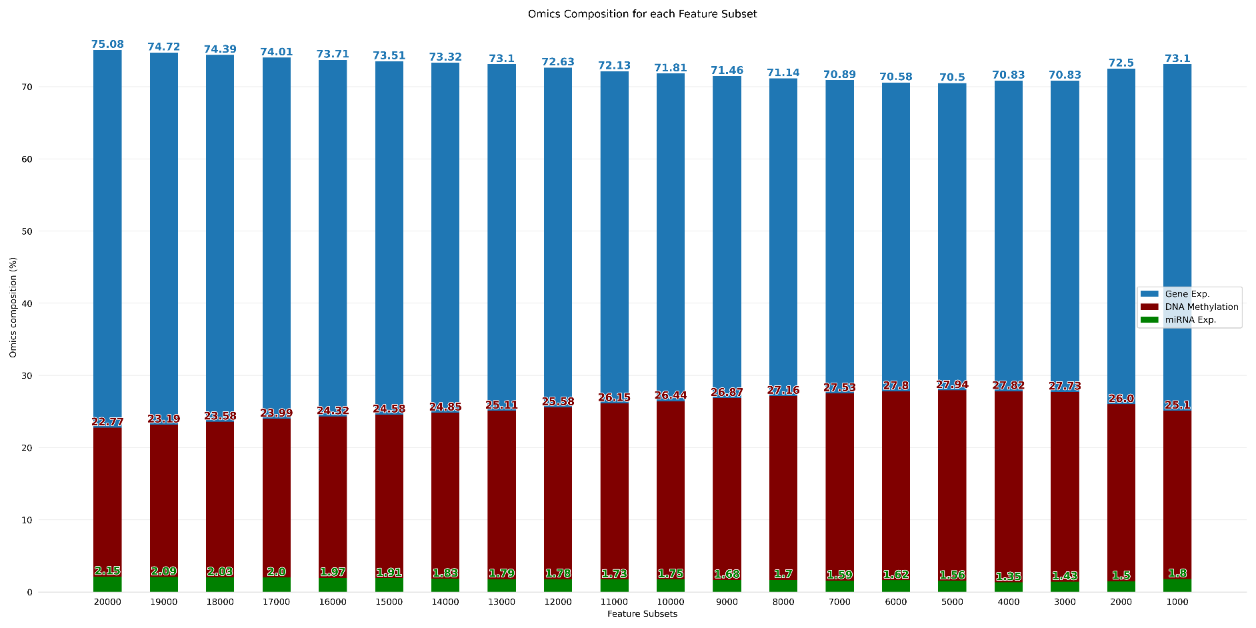 Omics Composition for each Feature Subset
75.08 74.72 74.39 74.01 73.71 73.51 73.32 73.1 72.63 72.13 71.81 71.46 71.14 70.89 70.58 70.5 70.83 70.83 72.5 73.1
70
60
50
Omics composition (%)
40
Gene Exp.
DNA Methylation
miRNA Exp.
30
22.77 23.19 23.58 23.99 24.32 24.58 24.85 25.11 25.58 26.15 26.44 26.87 27.16 27.53 27.8 27.94 27.82 27.73 26.0 25.1
20
10
2.15 2.09 2.03 2.0 1.97 1.91 1.83 1.79 1.78 1.73 1.75 1.68 1.7 1.59 1.62 1.56 1.35 1.43 1.5 1.8
0
20000 19000 18000 17000 16000 15000 14000 13000 12000 11000 10000 9000 8000 7000 6000 5000 4000 3000 2000 1000
Feature Subsets